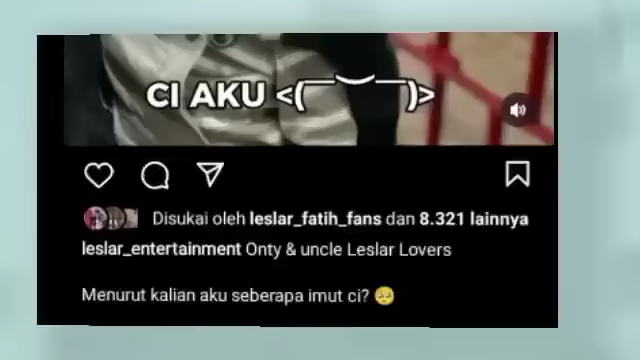 CI AKU <(￣︶￣)>
Disukai oleh leslar_fatih_fans dan 8.321 lainnya
leslar_entertainment Onty & uncle Leslar Lovers
Menurut kalian aku seberapa imut ci? 🥺